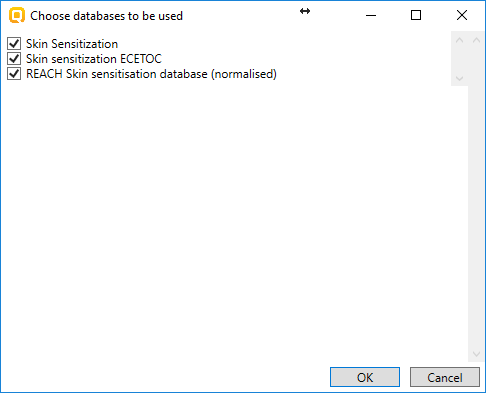 Choose databases to be used
Skin Sensitization
Skin sensitization ECETOC
REACH Skin sensitisation database (normalised)
OK
Cancel